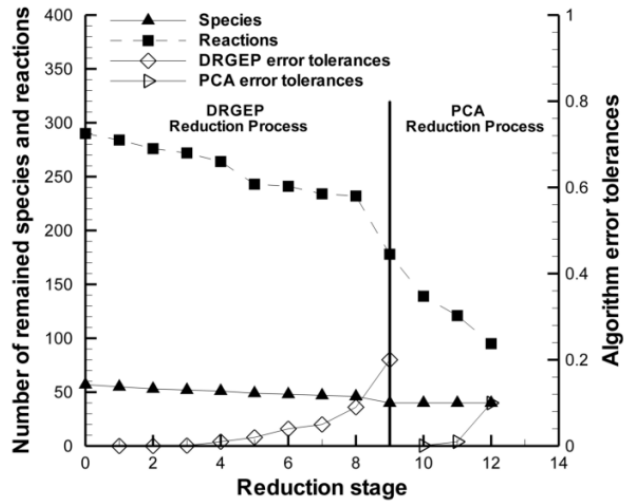 Species
Reactions
DRGEP error tolerances
PCA error tolerances
DRGEP
Reduction Process
PCA
Reduction Process
Number of remained species and reactions
400
350
300
250
200
150
100
50
0
Algorithm error tolerances
1
0.8
0.6
0.4
0.2
0
0 2 4 6 8 10 12 14
Reduction stage